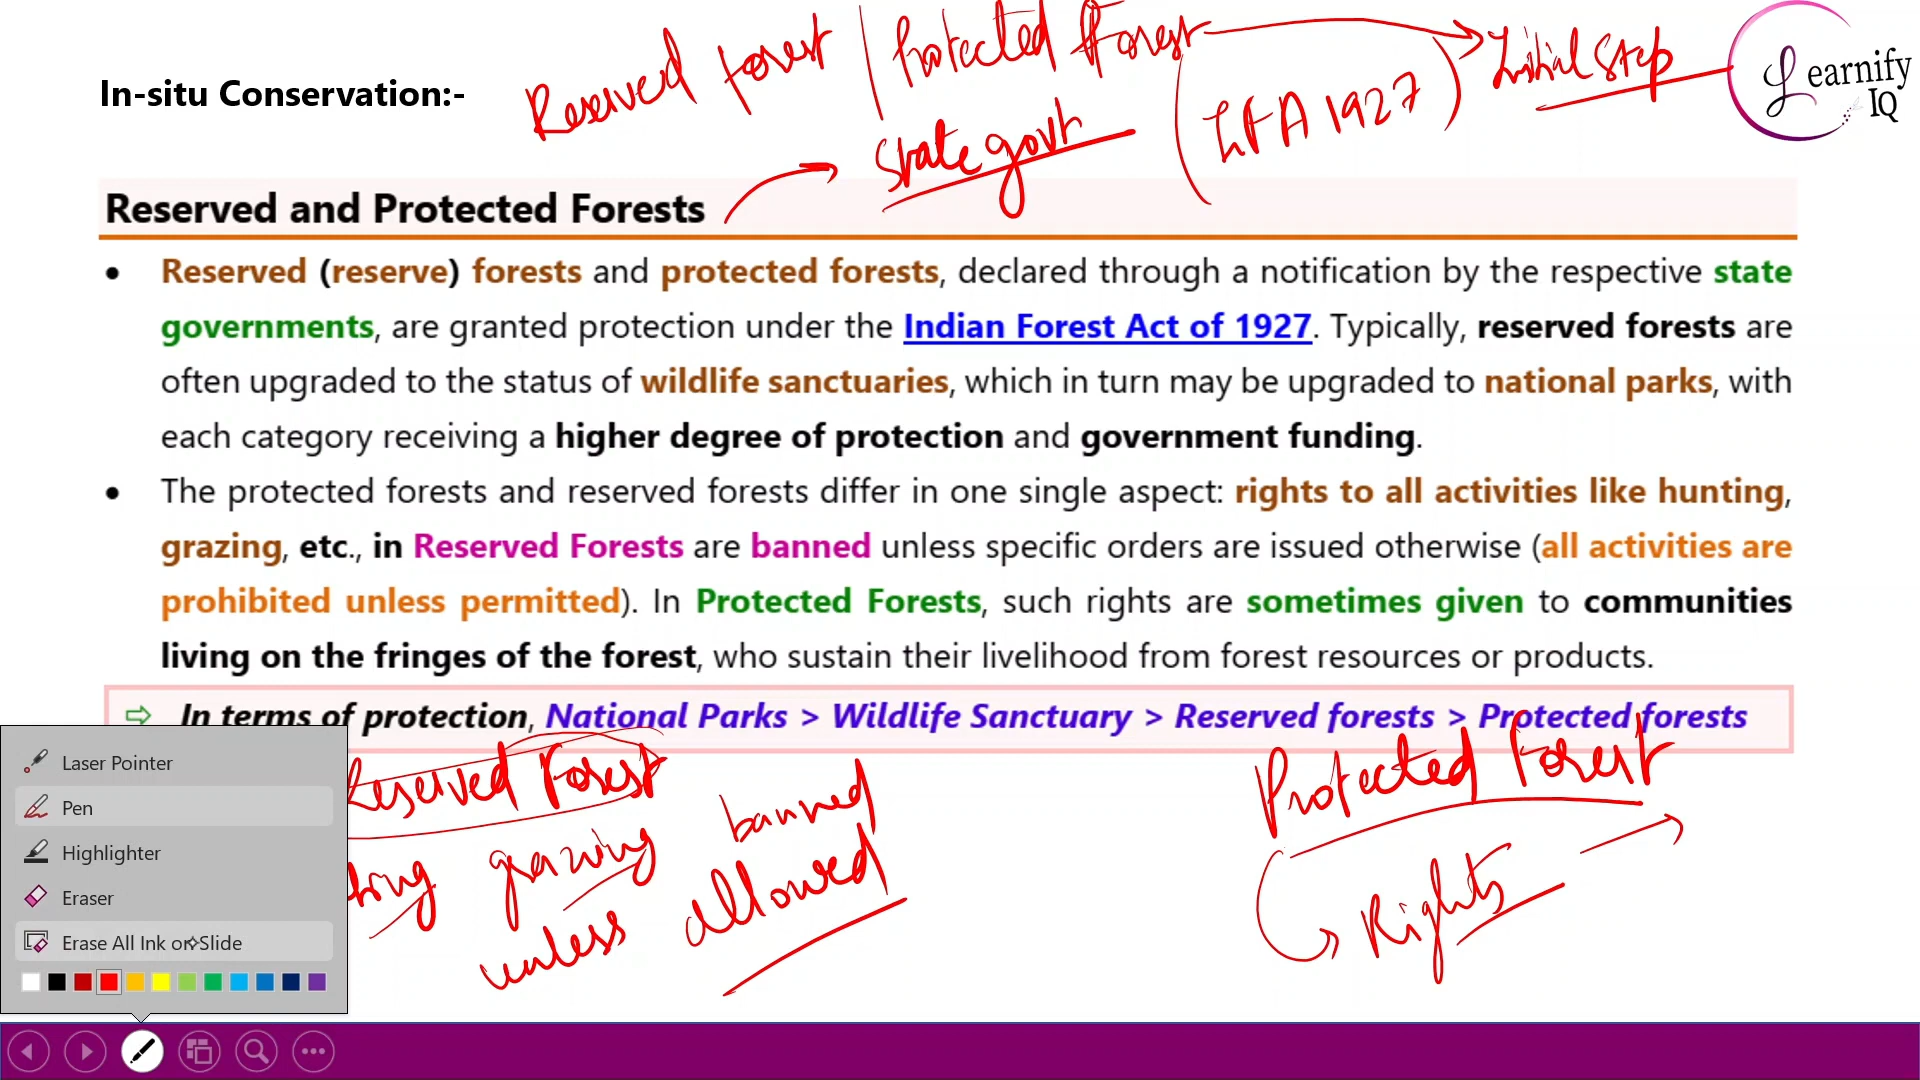 Reserved forest | Protected Forest
Initial Step
Learnify
IQ
In-situ Conservation:-
State govt
(IFA 1927)
Reserved and Protected Forests
• Reserved (reserve) forests and protected forests, declared through a notification by the respective state
governments, are granted protection under the Indian Forest Act of 1927. Typically, reserved forests are
often upgraded to the status of wildlife sanctuaries, which in turn may be upgraded to national parks, with
each category receiving a higher degree of protection and government funding.
• The protected forests and reserved forests differ in one single aspect: rights to all activities like hunting,
grazing, etc., in Reserved Forests are banned unless specific orders are issued otherwise (all activities are
prohibited unless permitted). In Protected Forests, such rights are sometimes given to communities
living on the fringes of the forest, who sustain their livelihood from forest resources or products.
⇨ In terms of protection, National Parks > Wildlife Sanctuary > Reserved forests > Protected forests
Reserved Forest
grazing banned
unless allowed
Protected Forest
Rights
Laser Pointer
Pen
Highlighter
Eraser
Erase All Ink on Slide